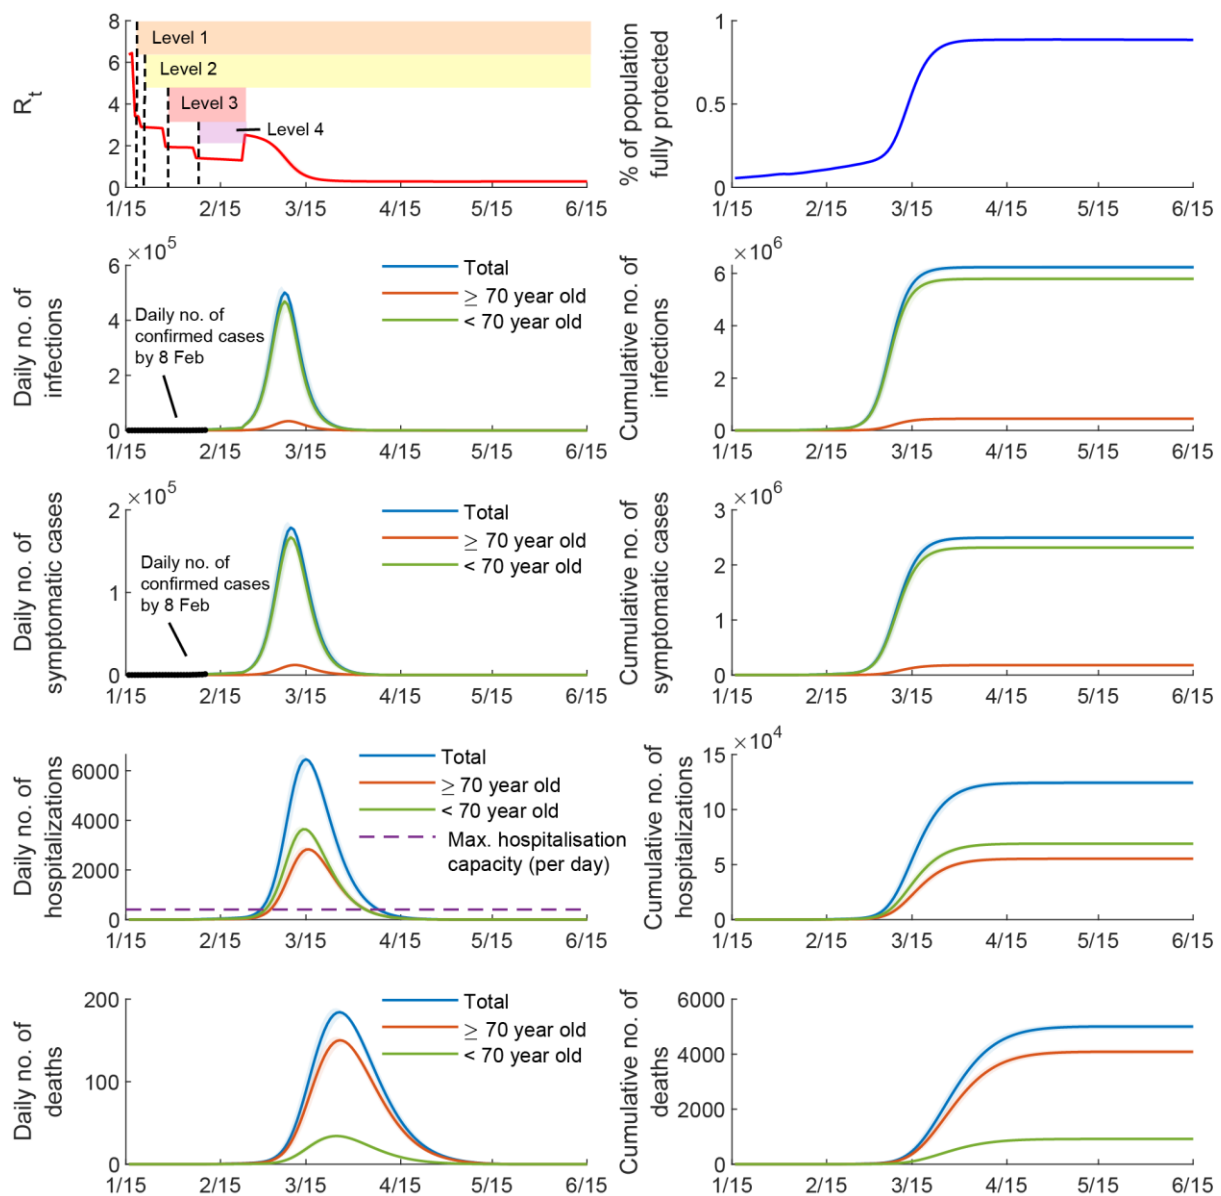 R_t
8
6
4
2
0
Level 1
Level 2
Level 3
Level 4
1/15 2/15 3/15 4/15 5/15 6/15
% of population
fully protected
1
0.5
0
1/15 2/15 3/15 4/15 5/15 6/15
Daily no. of
infections
×10^5
6
4
2
0
Daily no. of
confirmed cases
by 8 Feb
Total
≥ 70 year old
< 70 year old
1/15 2/15 3/15 4/15 5/15 6/15
Cumulative no. of
infections
×10^6
6
4
2
0
1/15 2/15 3/15 4/15 5/15 6/15
Daily no. of
symptomatic cases
×10^5
2
1
0
Daily no. of
confirmed cases
by 8 Feb
Total
≥ 70 year old
< 70 year old
1/15 2/15 3/15 4/15 5/15 6/15
Cumulative no. of
symptomatic cases
×10^6
3
2
1
0
1/15 2/15 3/15 4/15 5/15 6/15
Daily no. of
hospitalizations
6000
4000
2000
0
Total
≥ 70 year old
< 70 year old
Max. hospitalisation
capacity (per day)
1/15 2/15 3/15 4/15 5/15 6/15
Cumulative no. of
hospitalizations
×10^4
15
10
5
0
1/15 2/15 3/15 4/15 5/15 6/15
Daily no. of
deaths
200
100
0
Total
≥ 70 year old
< 70 year old
1/15 2/15 3/15 4/15 5/15 6/15
Cumulative no. of
deaths
6000
4000
2000
0
1/15 2/15 3/15 4/15 5/15 6/15